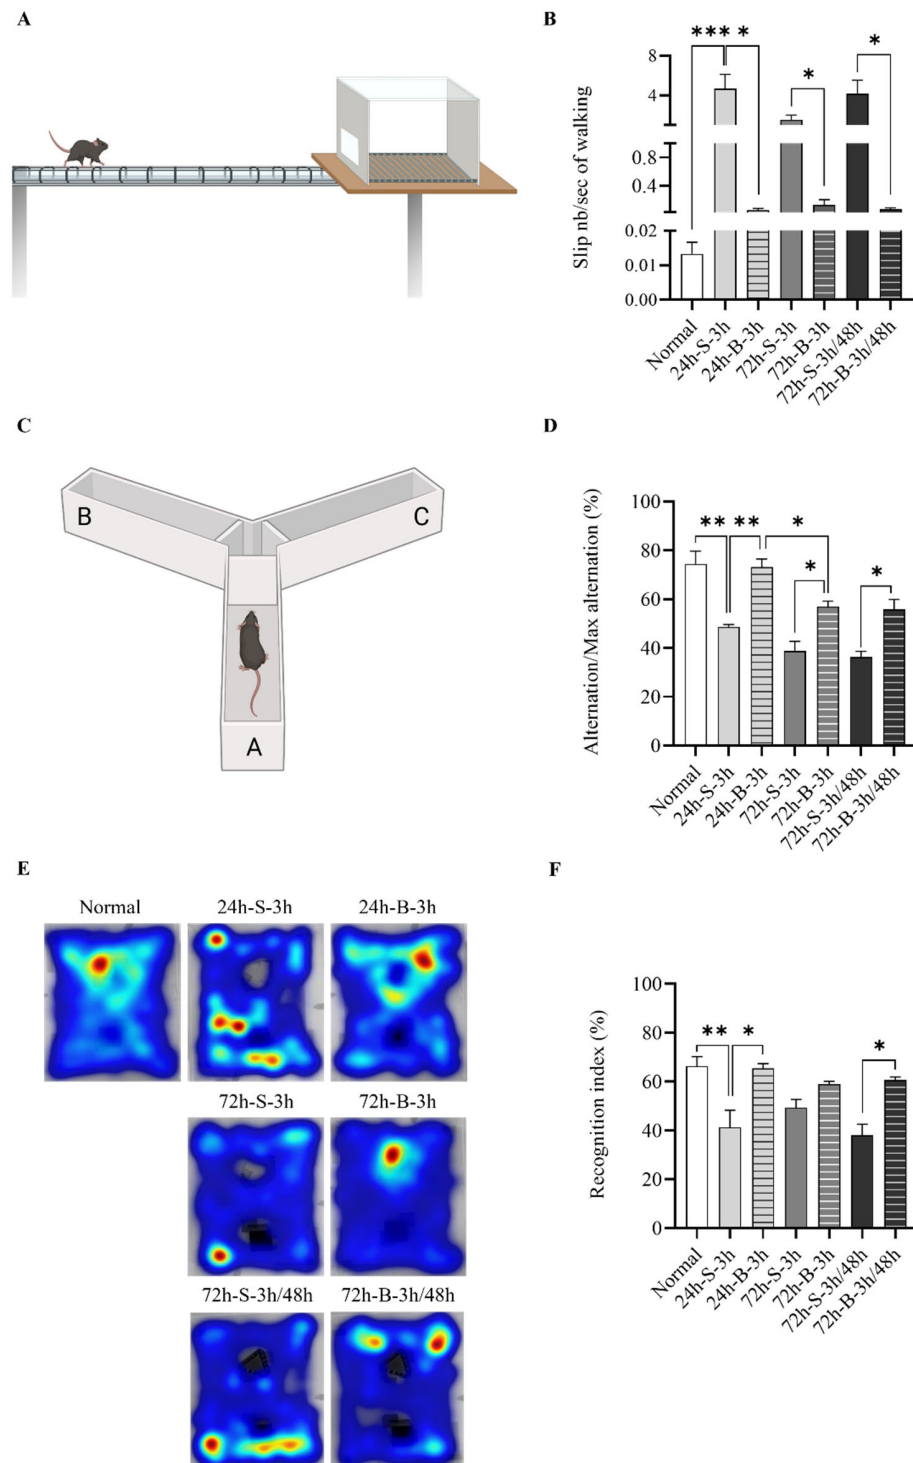 A
B
Slip nb/sec of walking
*** *
*
*
8
4
0.8
0.4
0.02
0.01
0.00
Normal
24h-S-3h
24h-B-3h
72h-S-3h
72h-B-3h
72h-S-3h/48h
72h-B-3h/48h
C
B
C
A
D
Alternation/Max alternation (%)
** **
*
*
*
100
80
60
40
20
0
Normal
24h-S-3h
24h-B-3h
72h-S-3h
72h-B-3h
72h-S-3h/48h
72h-B-3h/48h
E
Normal
24h-S-3h
24h-B-3h
72h-S-3h
72h-B-3h
72h-S-3h/48h
72h-B-3h/48h
F
Recognition index (%)
** *
*
100
80
60
40
20
0
Normal
24h-S-3h
24h-B-3h
72h-S-3h
72h-B-3h
72h-S-3h/48h
72h-B-3h/48h